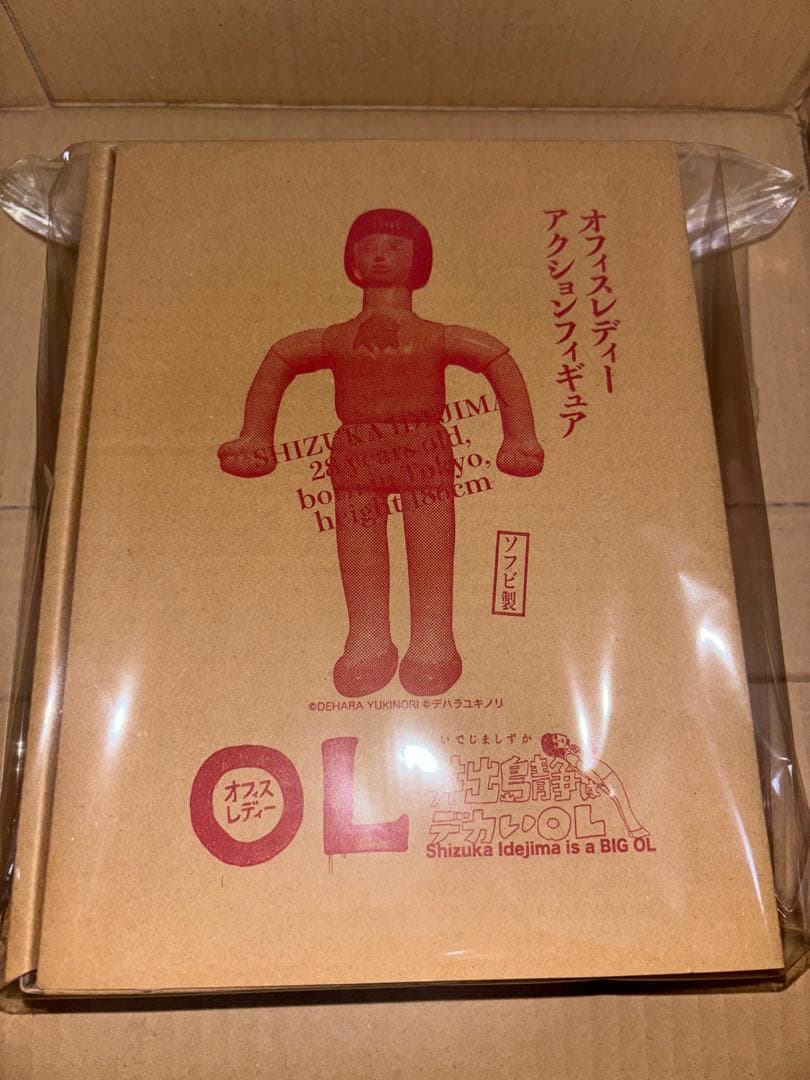 オフィスレディー
アクションフィギュア
SHIZUKA IDEJIMA
28 years old,
born in Tokyo,
height 186cm
ソフビ製
©DEHARA YUKINORI ©デハラユキノリ
OL
オフィス
レディー
いでじましずか
井出島静は
デカいOL
Shizuka Idejima is a BIG OL